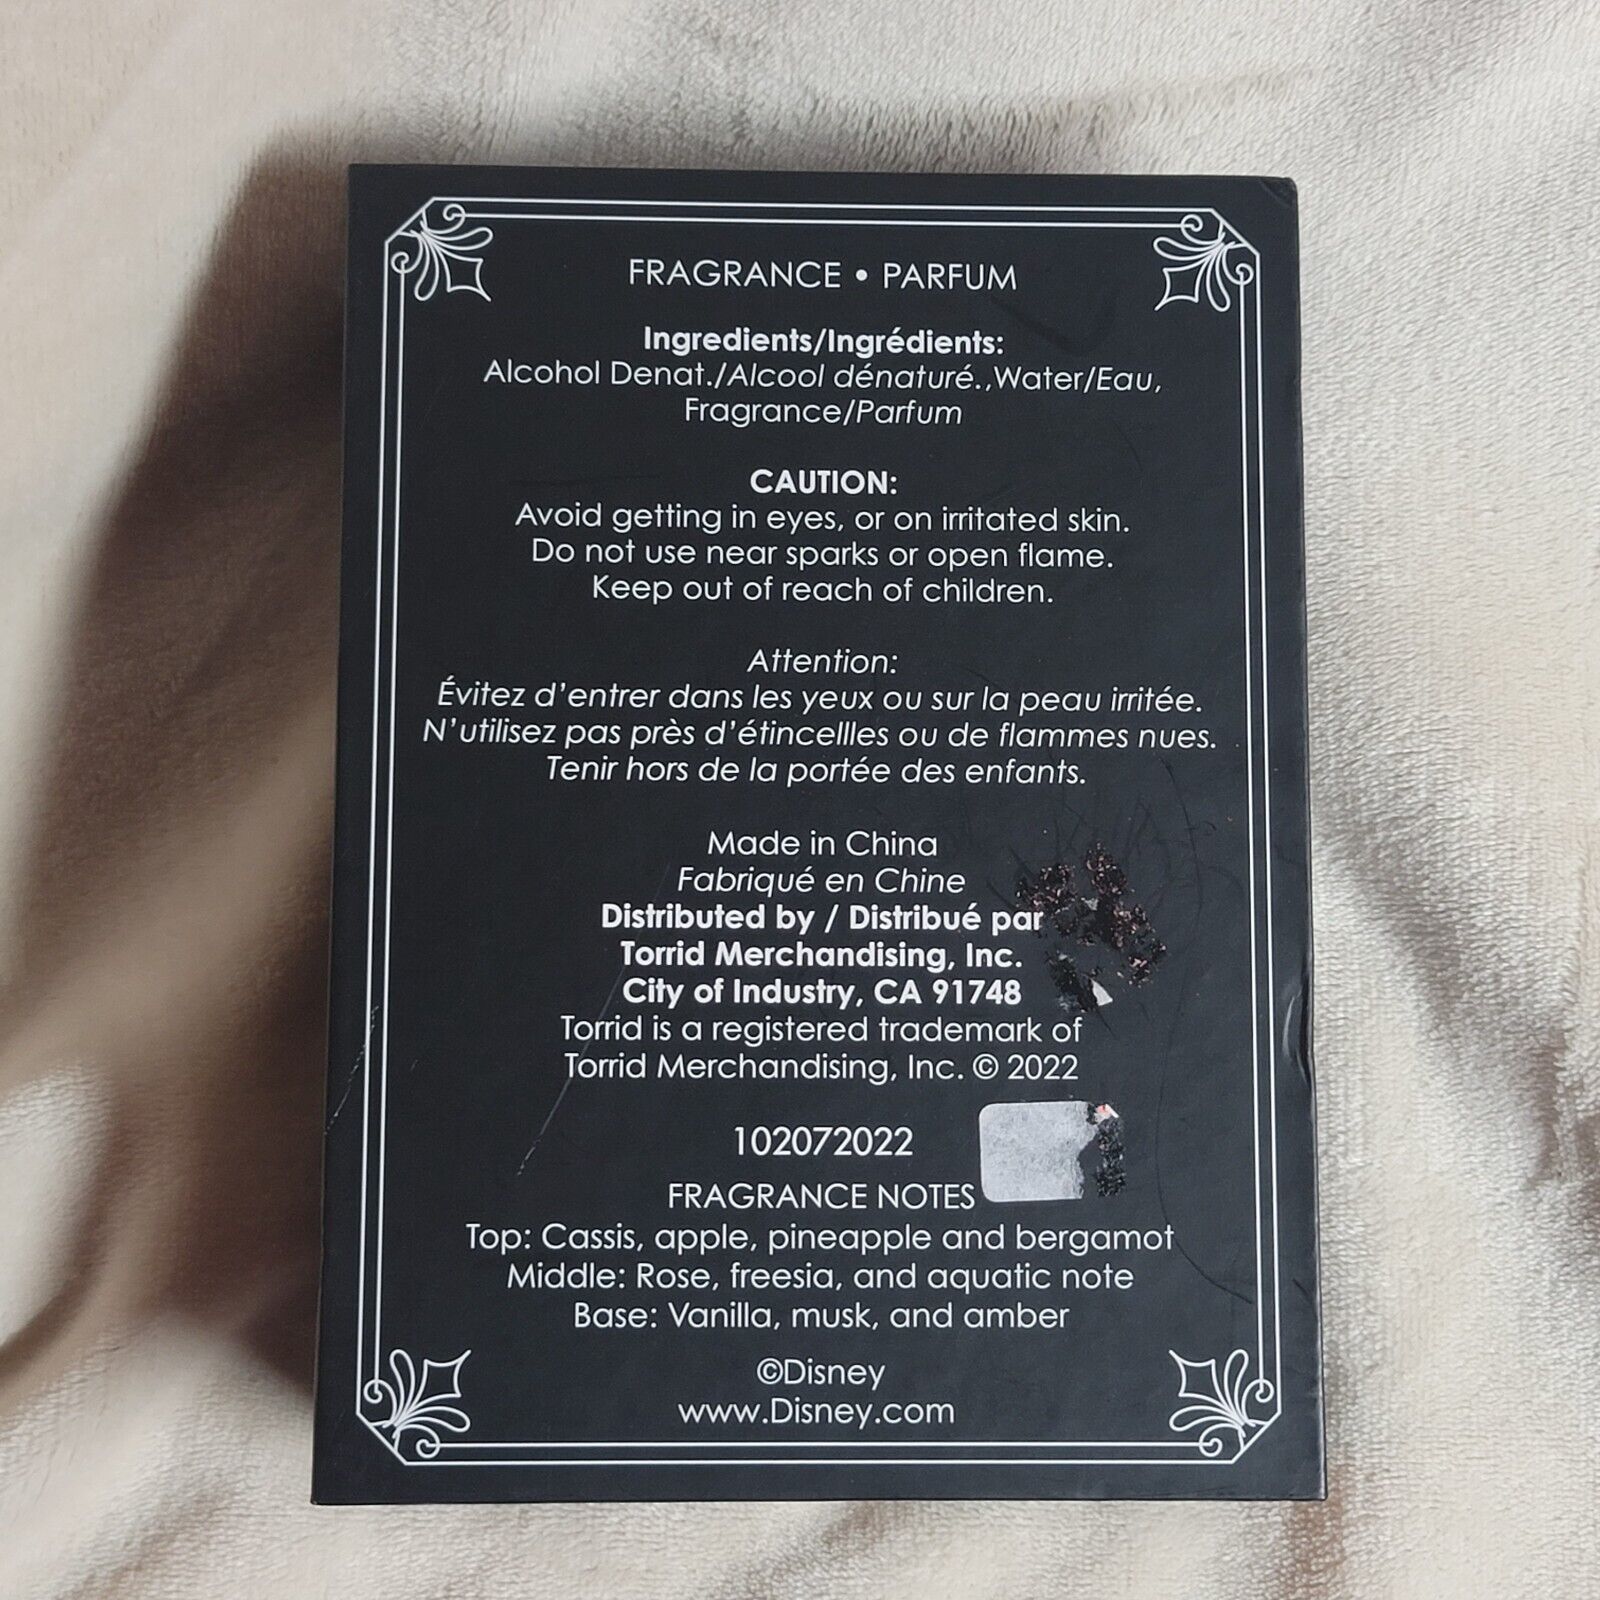 FRAGRANCE • PARFUM
Ingredients/Ingrédients:
Alcohol Denat./Alcool dénaturé.,Water/Eau,
Fragrance/Parfum
CAUTION:
Avoid getting in eyes, or on irritated skin.
Do not use near sparks or open flame.
Keep out of reach of children.
Attention:
Évitez d'entrer dans les yeux ou sur la peau irritée.
N'utilisez pas près d'étincellles ou de flammes nues.
Tenir hors de la portée des enfants.
Made in China
Fabriqué en Chine
Distributed by / Distribué par
Torrid Merchandising, Inc.
City of Industry, CA 91748
Torrid is a registered trademark of
Torrid Merchandising, Inc. © 2022
102072022
FRAGRANCE NOTES
Top: Cassis, apple, pineapple and bergamot
Middle: Rose, freesia, and aquatic note
Base: Vanilla, musk, and amber
©Disney
www.Disney.com